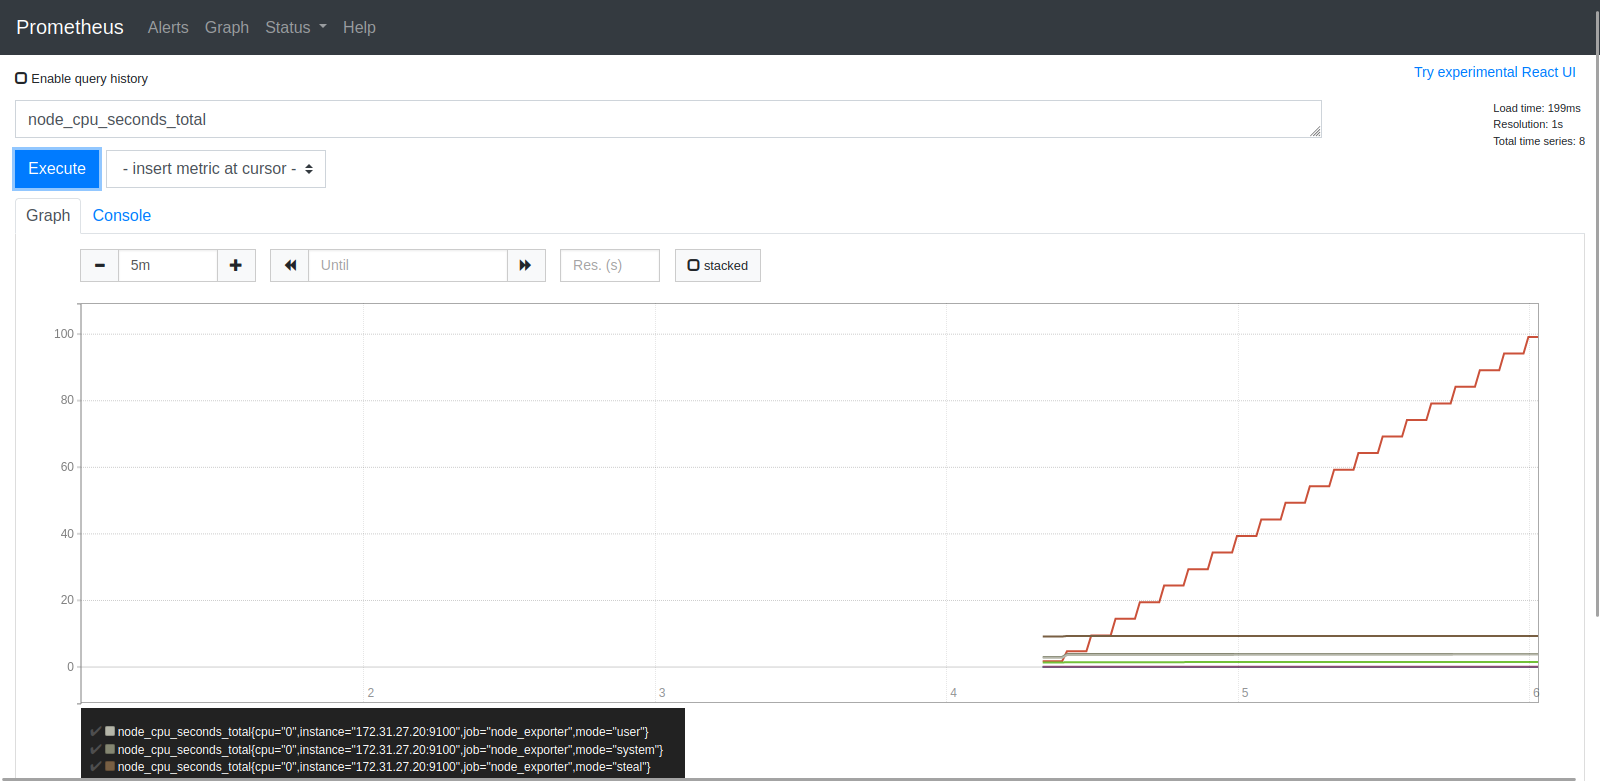 Prometheus Alerts Graph Status Help
Enable query history
Try experimental React UI
node_cpu_seconds_total
Load time: 199ms
Resolution: 1s
Total time series: 8
Execute
- insert metric at cursor -
Graph Console
5m
Until
Res. (s)
stacked
100
80
60
40
20
0
2 3 4 5 6
node_cpu_seconds_total{cpu="0",instance="172.31.27.20:9100",job="node_exporter",mode="user"}
node_cpu_seconds_total{cpu="0",instance="172.31.27.20:9100",job="node_exporter",mode="system"}
node_cpu_seconds_total{cpu="0",instance="172.31.27.20:9100",job="node_exporter",mode="steal"}